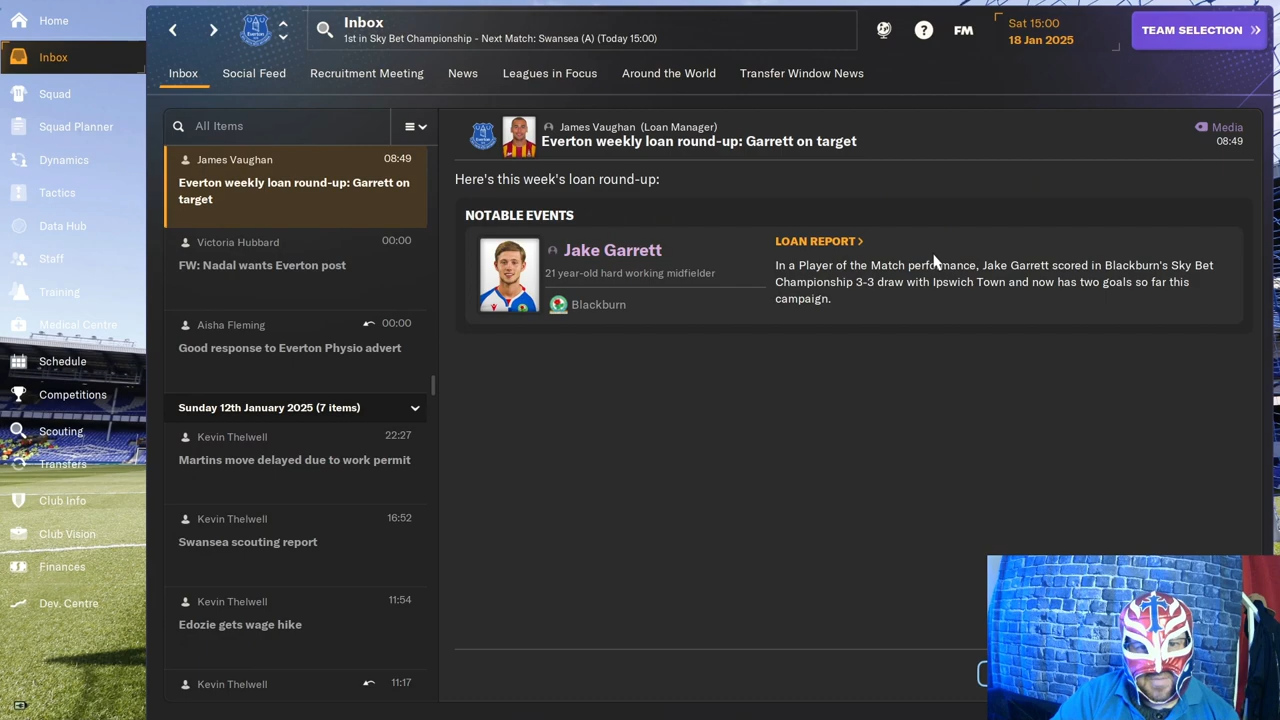 Home
Inbox
Squad
Squad Planner
Dynamics
Tactics
Data Hub
Staff
Training
Medical Centre
Schedule
Competitions
Scouting
Transfers
Club Info
Club Vision
Finances
Dev. Centre
Inbox
1st in Sky Bet Championship - Next Match: Swansea (A) (Today 15:00)
?
FM
Sat 15:00
18 Jan 2025
TEAM SELECTION
Inbox
Social Feed
Recruitment Meeting
News
Leagues in Focus
Around the World
Transfer Window News
All Items
James Vaughan
08:49
Everton weekly loan round-up: Garrett on
target
Victoria Hubbard
00:00
FW: Nadal wants Everton post
Aisha Fleming
00:00
Good response to Everton Physio advert
Sunday 12th January 2025 (7 items)
Kevin Thelwell
22:27
Martins move delayed due to work permit
Kevin Thelwell
16:52
Swansea scouting report
Kevin Thelwell
11:54
Edozie gets wage hike
Kevin Thelwell
11:17
James Vaughan (Loan Manager)
Everton weekly loan round-up: Garrett on target
Media
08:49
Here's this week's loan round-up:
NOTABLE EVENTS
Jake Garrett
21 year-old hard working midfielder
Blackburn
LOAN REPORT >
In a Player of the Match performance, Jake Garrett scored in Blackburn's Sky Bet
Championship 3-3 draw with Ipswich Town and now has two goals so far this
campaign.